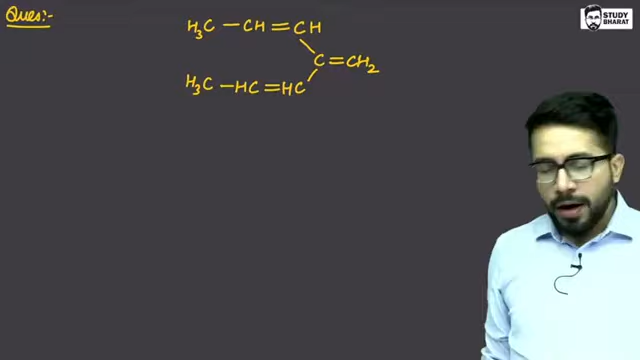 Ques:-
H3C - CH = CH
C = CH2
H3C - HC = HC
STUDY
BHARAT